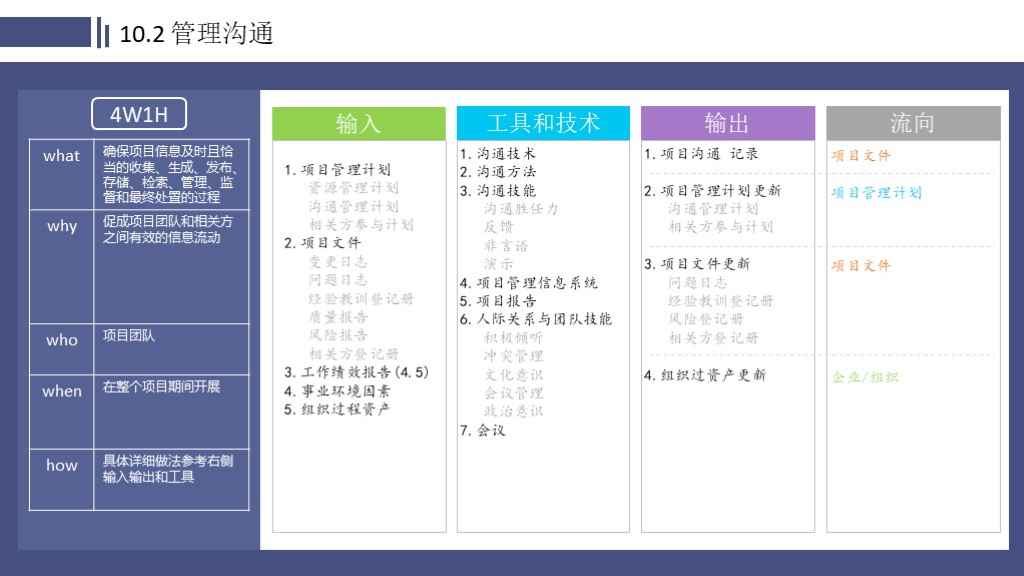 10.2 管理沟通
4W1H
what
确保项目信息及时且恰
当的收集、生成、发布、
存储、检索、管理、监
督和最终处置的过程
why
促成项目团队和相关方
之间有效的信息流动
who
项目团队
when
在整个项目期间开展
how
具体详细做法参考右侧
输入输出和工具
输入
1.项目管理计划
资源管理计划
沟通管理计划
相关方参与计划
2.项目文件
变更日志
问题日志
经验教训登记册
质量报告
风险报告
相关方登记册
3.工作绩效报告(4.5)
4.事业环境因素
5.组织过程资产
工具和技术
1.沟通技术
2.沟通方法
3.沟通技能
沟通胜任力
反馈
非言语
演示
4.项目管理信息系统
5.项目报告
6.人际关系与团队技能
积极倾听
冲突管理
文化意识
会议管理
政治意识
7.会议
输出
1.项目沟通 记录
2.项目管理计划更新
沟通管理计划
相关方参与计划
3.项目文件更新
问题日志
经验教训登记册
风险登记册
相关方登记册
4.组织过资产更新
流向
项目文件
项目管理计划
项目文件
企业/组织